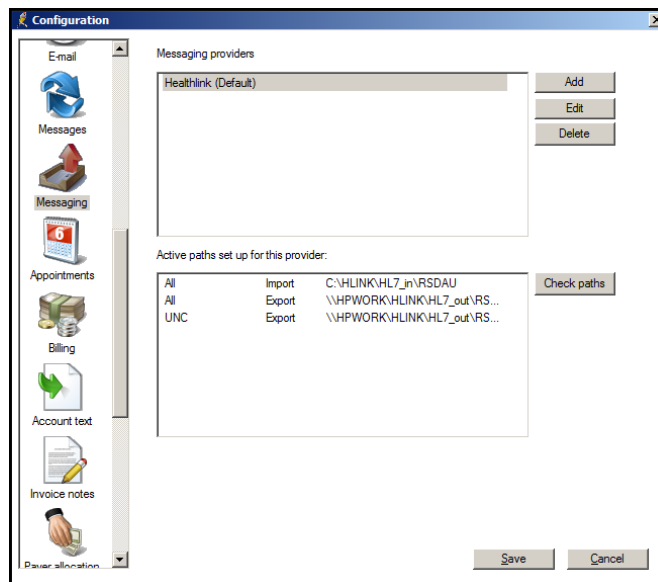 Configuration
E-mail
Messages
Messaging
6
Appointments
Billing
Account text
Invoice notes
Payer allocation
Messaging providers
Healthlink (Default)
Add
Edit
Delete
Active paths set up for this provider:
All Import C:\HLINK\HL7_in\RSDAU
All Export \\HPWORK\HLINK\HL7_out\RS...
UNC Export \\HPWORK\HLINK\HL7_out\RS...
Check paths
Save Cancel